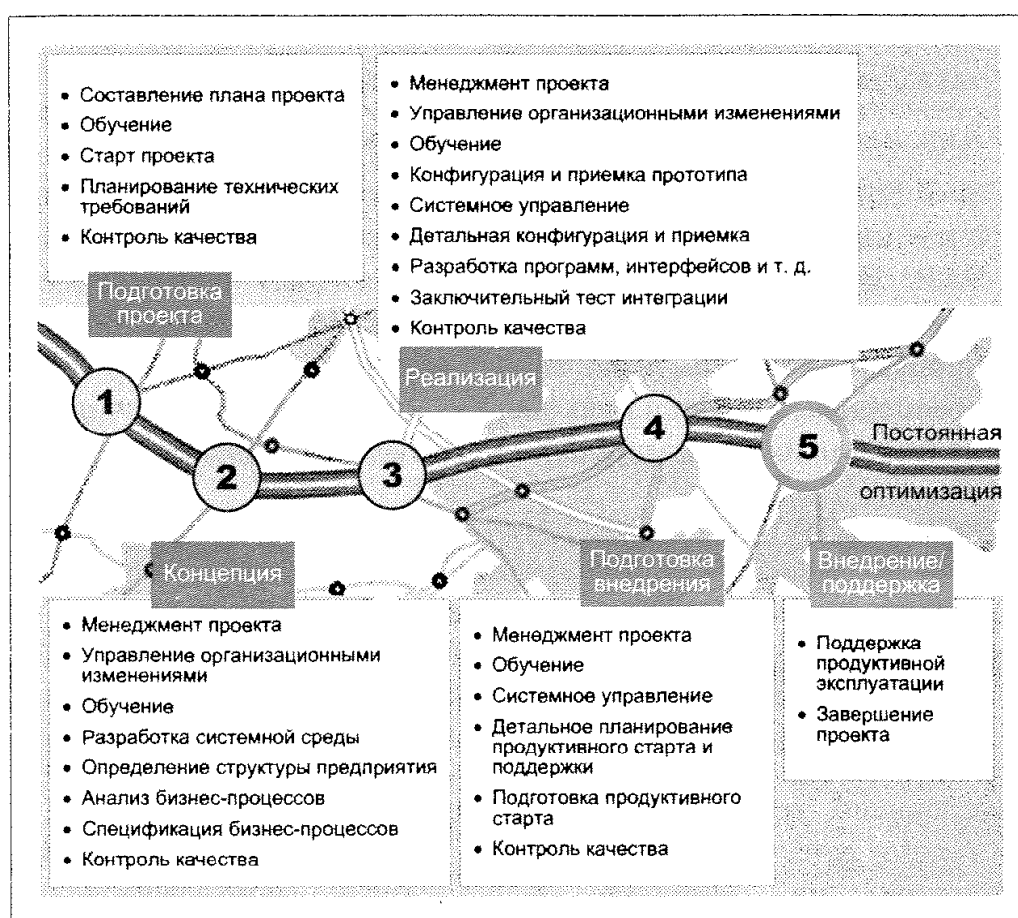 • Составление плана проекта
• Обучение
• Старт проекта
• Планирование технических
требований
• Контроль качества
Подготовка
проекта
• Менеджмент проекта
• Управление организационными изменениями
• Обучение
• Конфигурация и приемка прототипа
• Системное управление
• Детальная конфигурация и приемка
• Разработка программ, интерфейсов и т. д.
• Заключительный тест интеграции
• Контроль качества
Реализация
1
2
3
4
5
Постоянная
оптимизация
Концепция
• Менеджмент проекта
• Управление организационными
изменениями
• Обучение
• Разработка системной среды
• Определение структуры предприятия
• Анализ бизнес-процессов
• Спецификация бизнес-процессов
• Контроль качества
Подготовка
внедрения
• Менеджмент проекта
• Обучение
• Системное управление
• Детальное планирование
продуктивного старта и
поддержки
• Подготовка продуктивного
старта
• Контроль качества
Внедрение/
поддержка
• Поддержка
продуктивной
эксплуатации
• Завершение
проекта